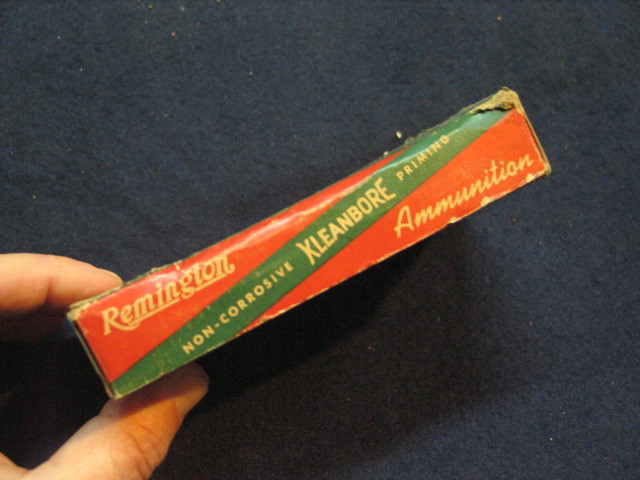 Remington
NON-CORROSIVE KLEANBORE PRIMING
Ammunition